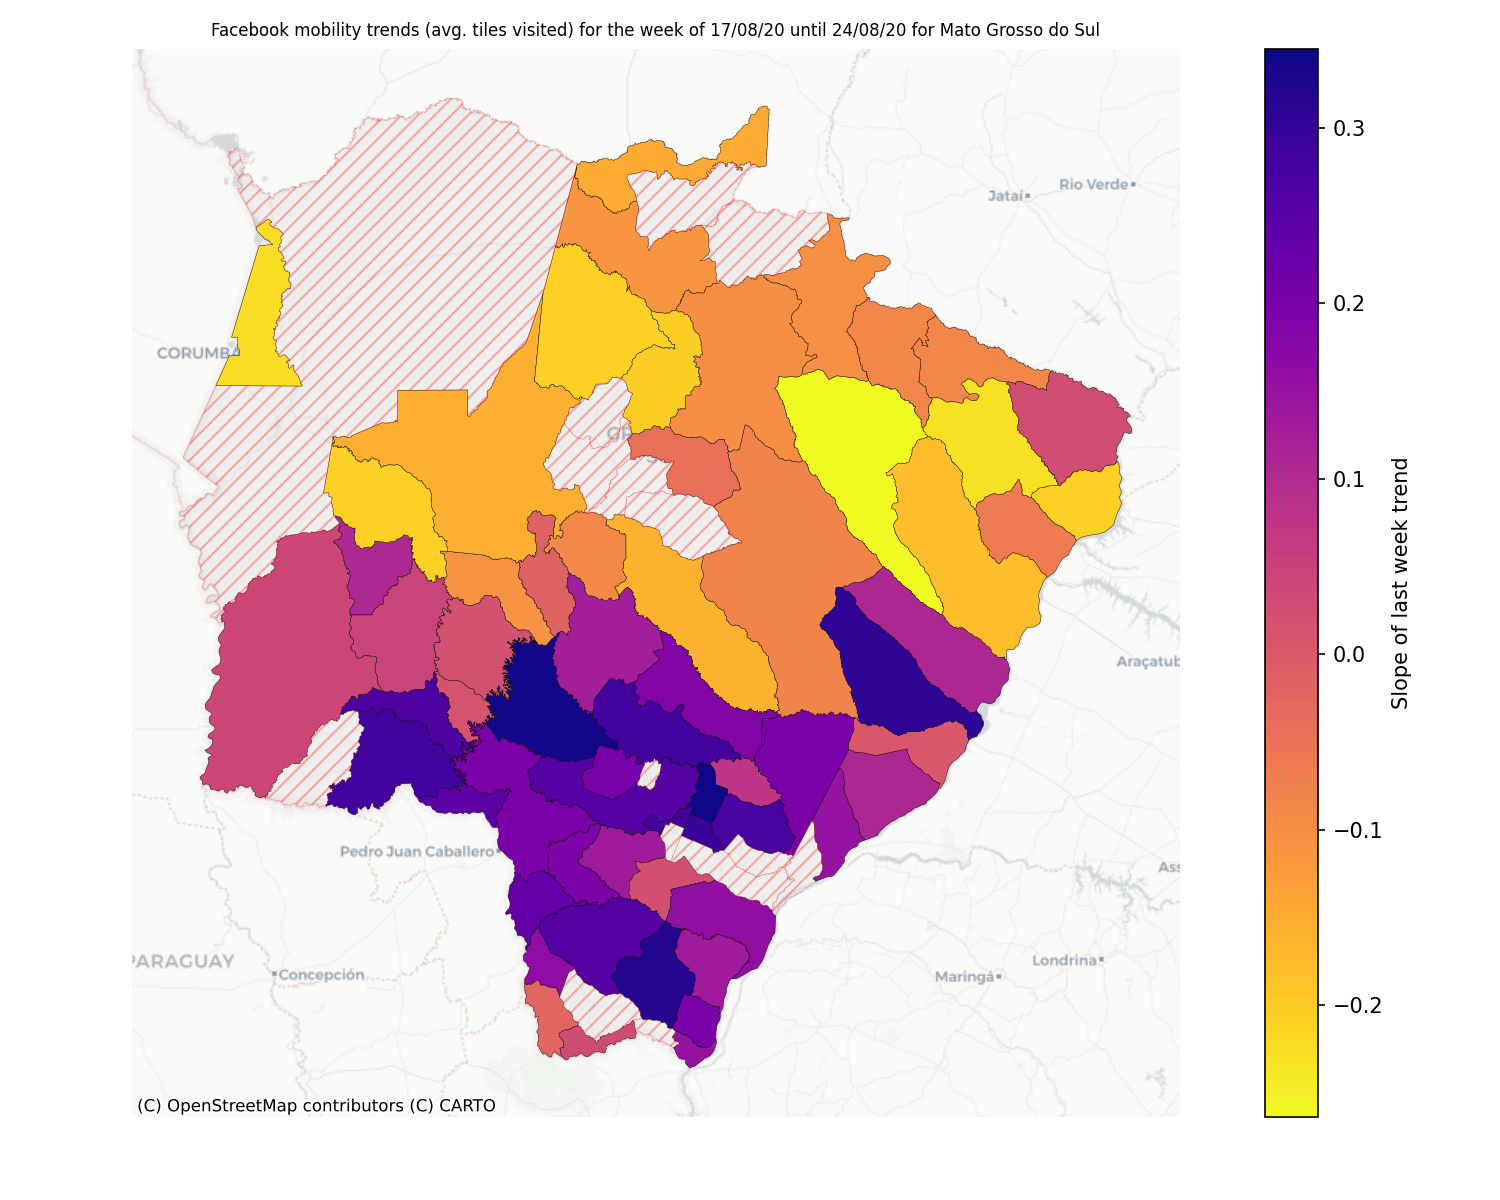 Facebook mobility trends (avg. tiles visited) for the week of 17/08/20 until 24/08/20 for Mato Grosso do Sul
0.3
Rio Verde
Jataí
0.2
CORUMBÁ
GR
0.1
Slope of last week trend
0.0
Araçatub
−0.1
Pedro Juan Caballero
Ass
PARAGUAY
Londrina
Concepción
Maringá
−0.2
(C) OpenStreetMap contributors (C) CARTO